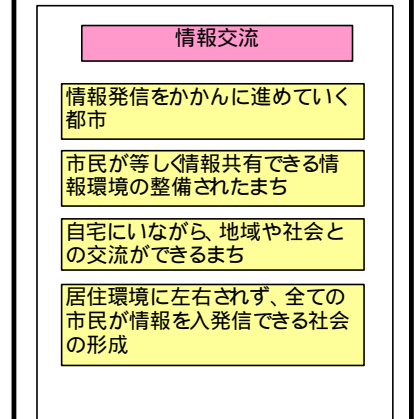 情報交流
情報発信をかかんに進めていく
都市
市民が等しく情報共有できる情
報環境の整備されたまち
自宅にいながら、地域や社会と
の交流ができるまち
居住環境に左右されず、全ての
市民が情報を入発信できる社会
の形成